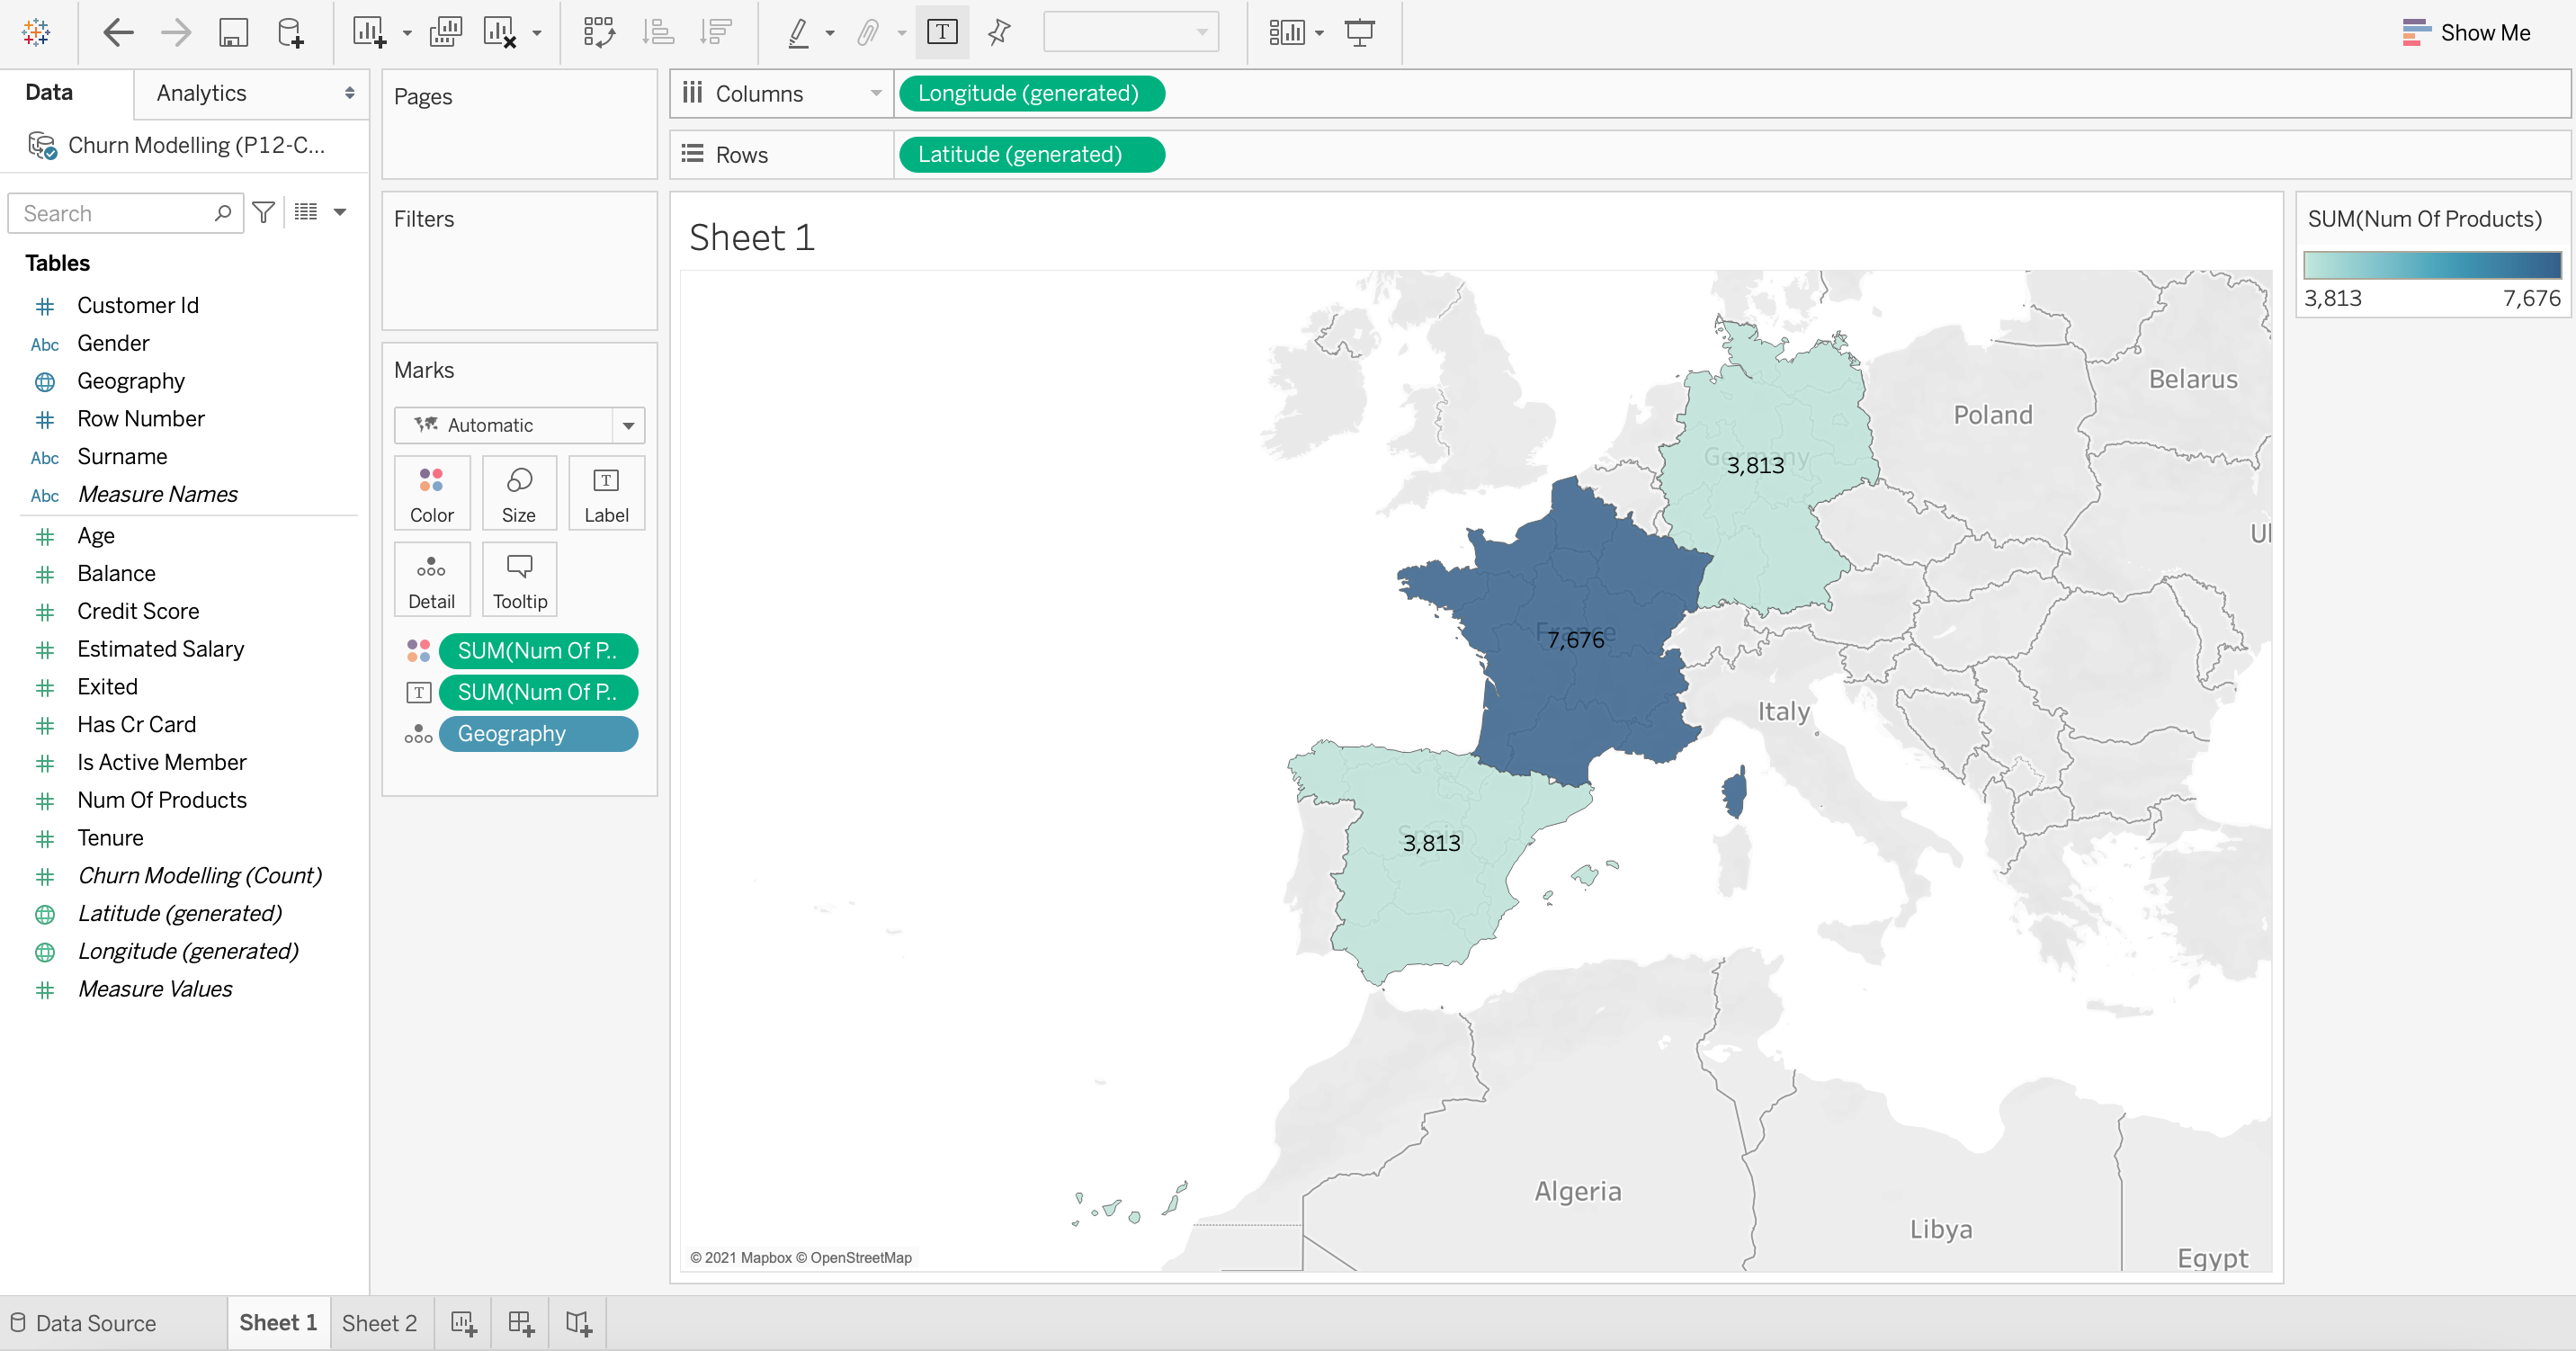 Show Me
Data
Analytics
Churn Modelling (P12-C...
Search
Tables
Customer Id
Abc Gender
Geography
Row Number
Abc Surname
Abc Measure Names
Age
Balance
Credit Score
Estimated Salary
Exited
Has Cr Card
Is Active Member
Num Of Products
Tenure
Churn Modelling (Count)
Latitude (generated)
Longitude (generated)
Measure Values
Pages
Filters
Marks
Automatic
Color Size T Label
Detail Tooltip
SUM(Num Of P..
T SUM(Num Of P..
Geography
Columns Longitude (generated)
Rows Latitude (generated)
Sheet 1
Belarus
Poland
Germany
3,813
Ul
France
7,676
Italy
Spain
3,813
Algeria
Libya
Egypt
© 2021 Mapbox © OpenStreetMap
SUM(Num Of Products)
3,813 7,676
Data Source Sheet 1 Sheet 2